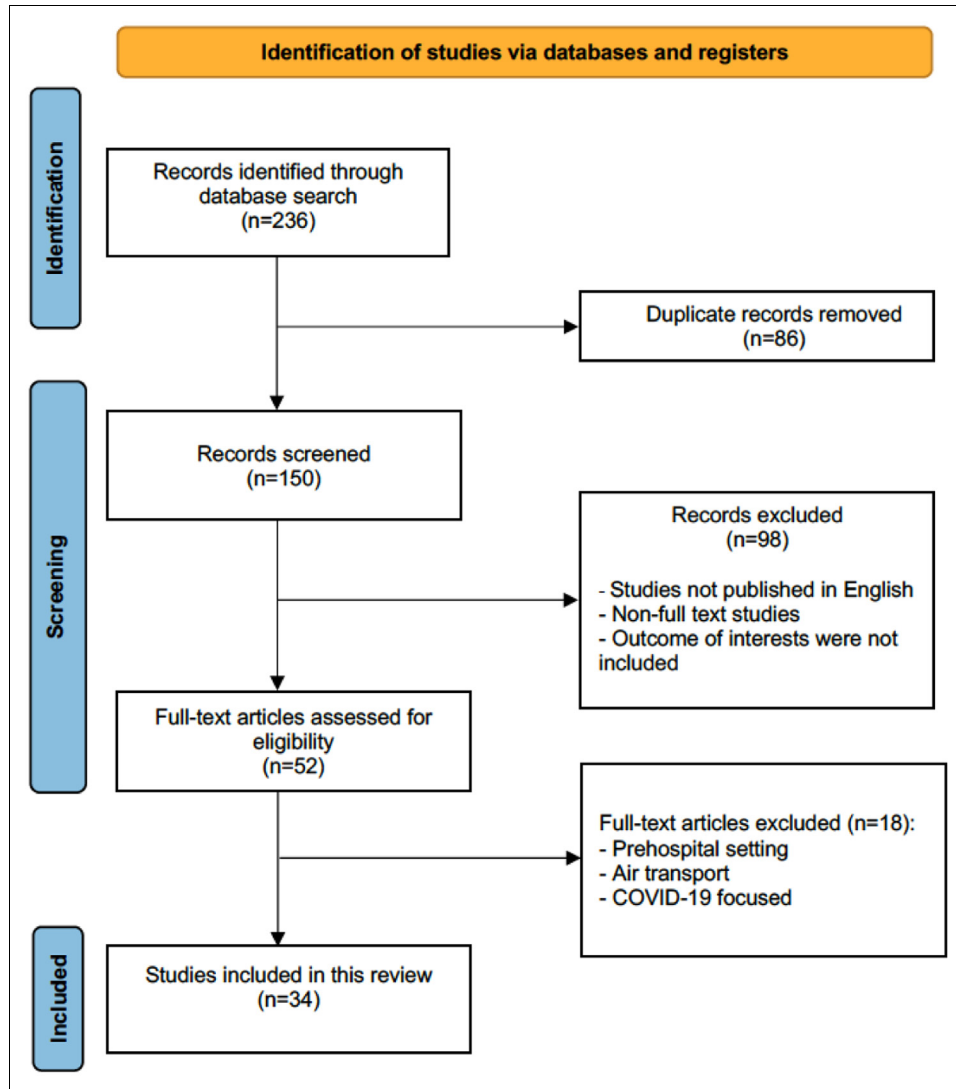 Identification of studies via databases and registers
Identification
Records identified through
database search
(n=236)
Duplicate records removed
(n=86)
Screening
Records screened
(n=150)
Records excluded
(n=98)
- Studies not published in English
- Non-full text studies
- Outcome of interests were not
included
Full-text articles assessed for
eligibility
(n=52)
Full-text articles excluded (n=18):
- Prehospital setting
- Air transport
- COVID-19 focused
Included
Studies included in this review
(n=34)